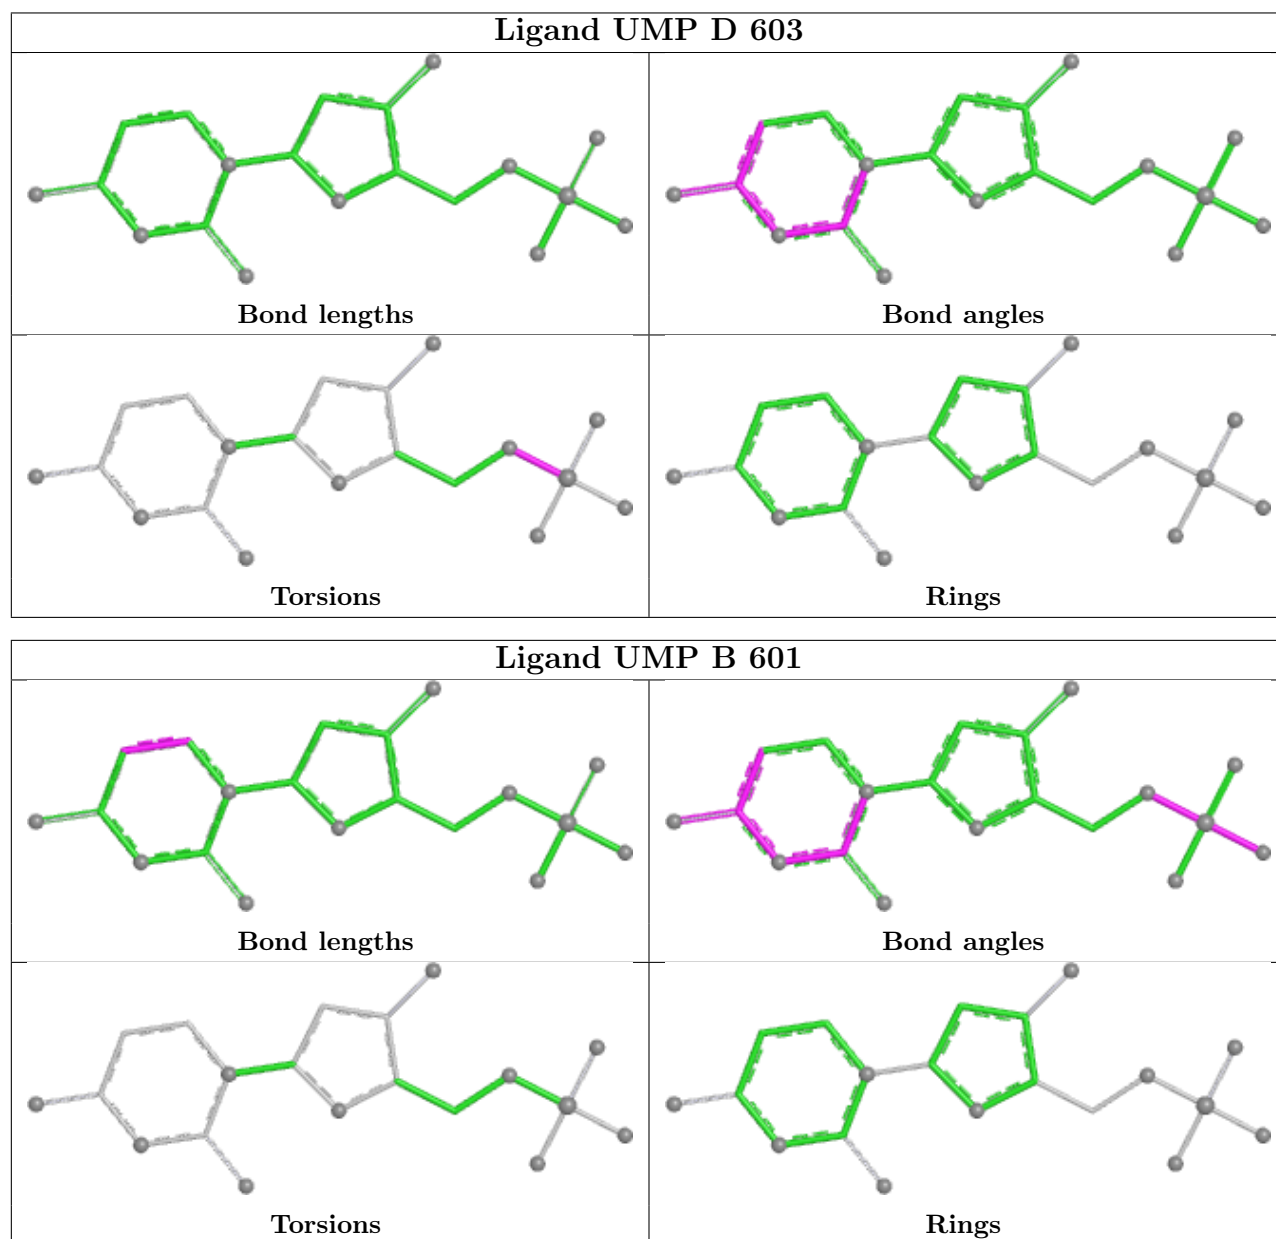 Ligand UMP D 603
Bond lengths
Bond angles
Torsions
Rings
Ligand UMP B 601
Bond lengths
Bond angles
Torsions
Rings